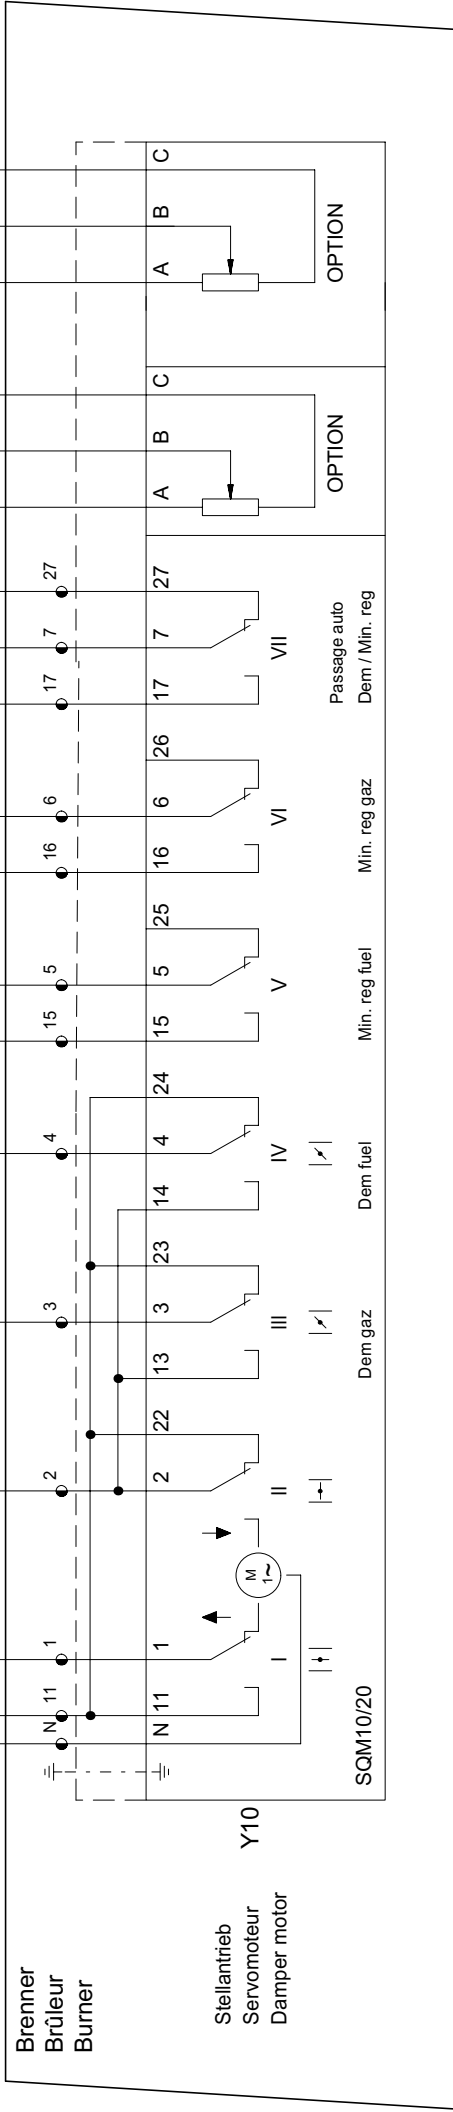 Brenner
Brûleur
Burner
N 11 1 2 3 4 15 5 16 6 17 7 27
N 11 1 2 22 13 3 23 14 4 24 15 5 25 16 6 26 17 7 27 A B C A B C
M
1~
Stellantrieb
Servomoteur
Damper motor
Y10
I II III IV V VI VII
OPTION OPTION
SQM10/20
Dem gaz
Dem fuel
Min. reg fuel
Min. reg gaz
Passage auto
Dem / Min. reg